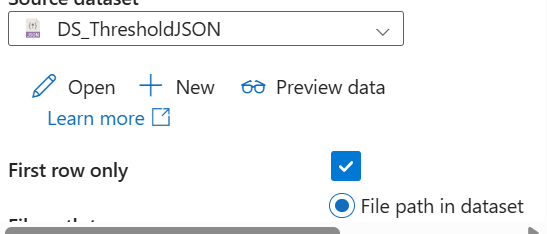 Source dataset
DS_ThresholdJSON
Open New Preview data
Learn more
First row only
File path in dataset